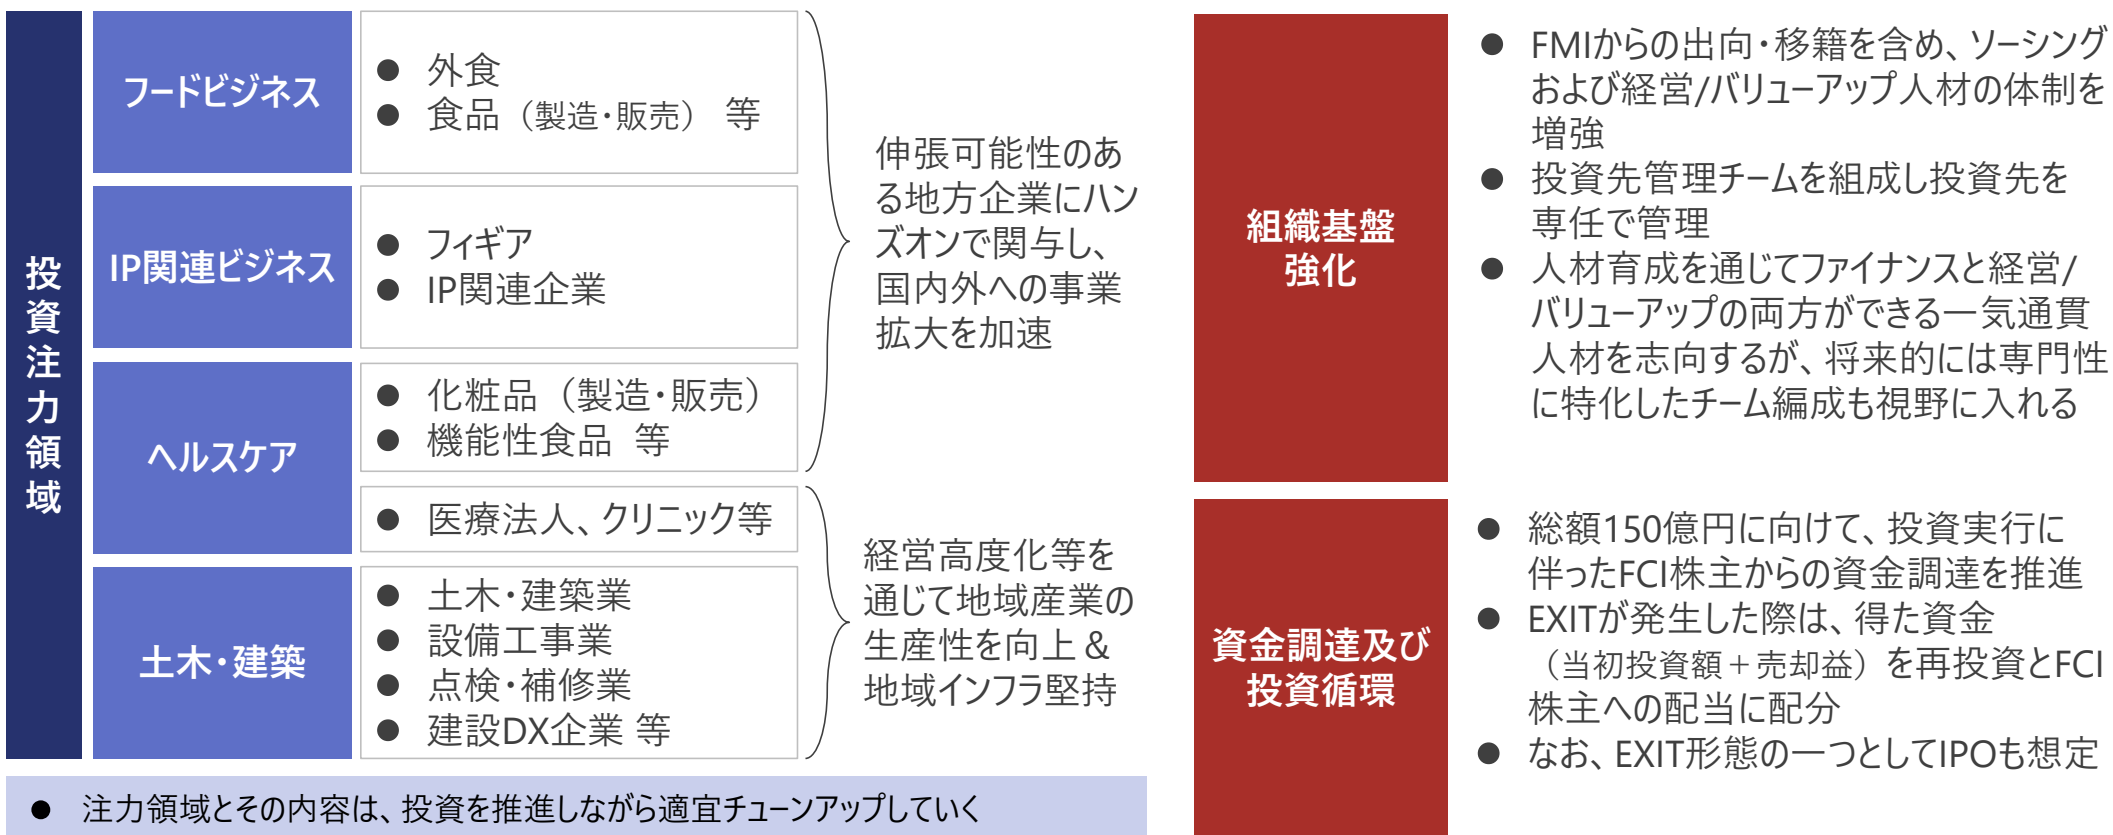 投資注力領域
フードビジネス
● 外食
● 食品（製造・販売） 等
IP関連ビジネス
● フィギア
● IP関連企業
ヘルスケア
● 化粧品（製造・販売）
● 機能性食品 等
● 医療法人、クリニック等
土木・建築
● 土木・建築業
● 設備工事業
● 点検・補修業
● 建設DX企業 等
伸張可能性のあ
る地方企業にハン
ズオンで関与し、
国内外への事業
拡大を加速
経営高度化等を
通じて地域産業の
生産性を向上＆
地域インフラ堅持
● 注力領域とその内容は、投資を推進しながら適宜チューンアップしていく
組織基盤
強化
● FMIからの出向・移籍を含め、ソーシング
および経営/バリューアップ人材の体制を
増強
● 投資先管理チームを組成し投資先を
専任で管理
● 人材育成を通じてファイナンスと経営/
バリューアップの両方ができる一気通貫
人材を志向するが、将来的には専門性
に特化したチーム編成も視野に入れる
資金調達及び
投資循環
● 総額150億円に向けて、投資実行に
伴ったFCI株主からの資金調達を推進
● EXITが発生した際は、得た資金
（当初投資額＋売却益）を再投資とFCI
株主への配当に配分
● なお、EXIT形態の一つとしてIPOも想定